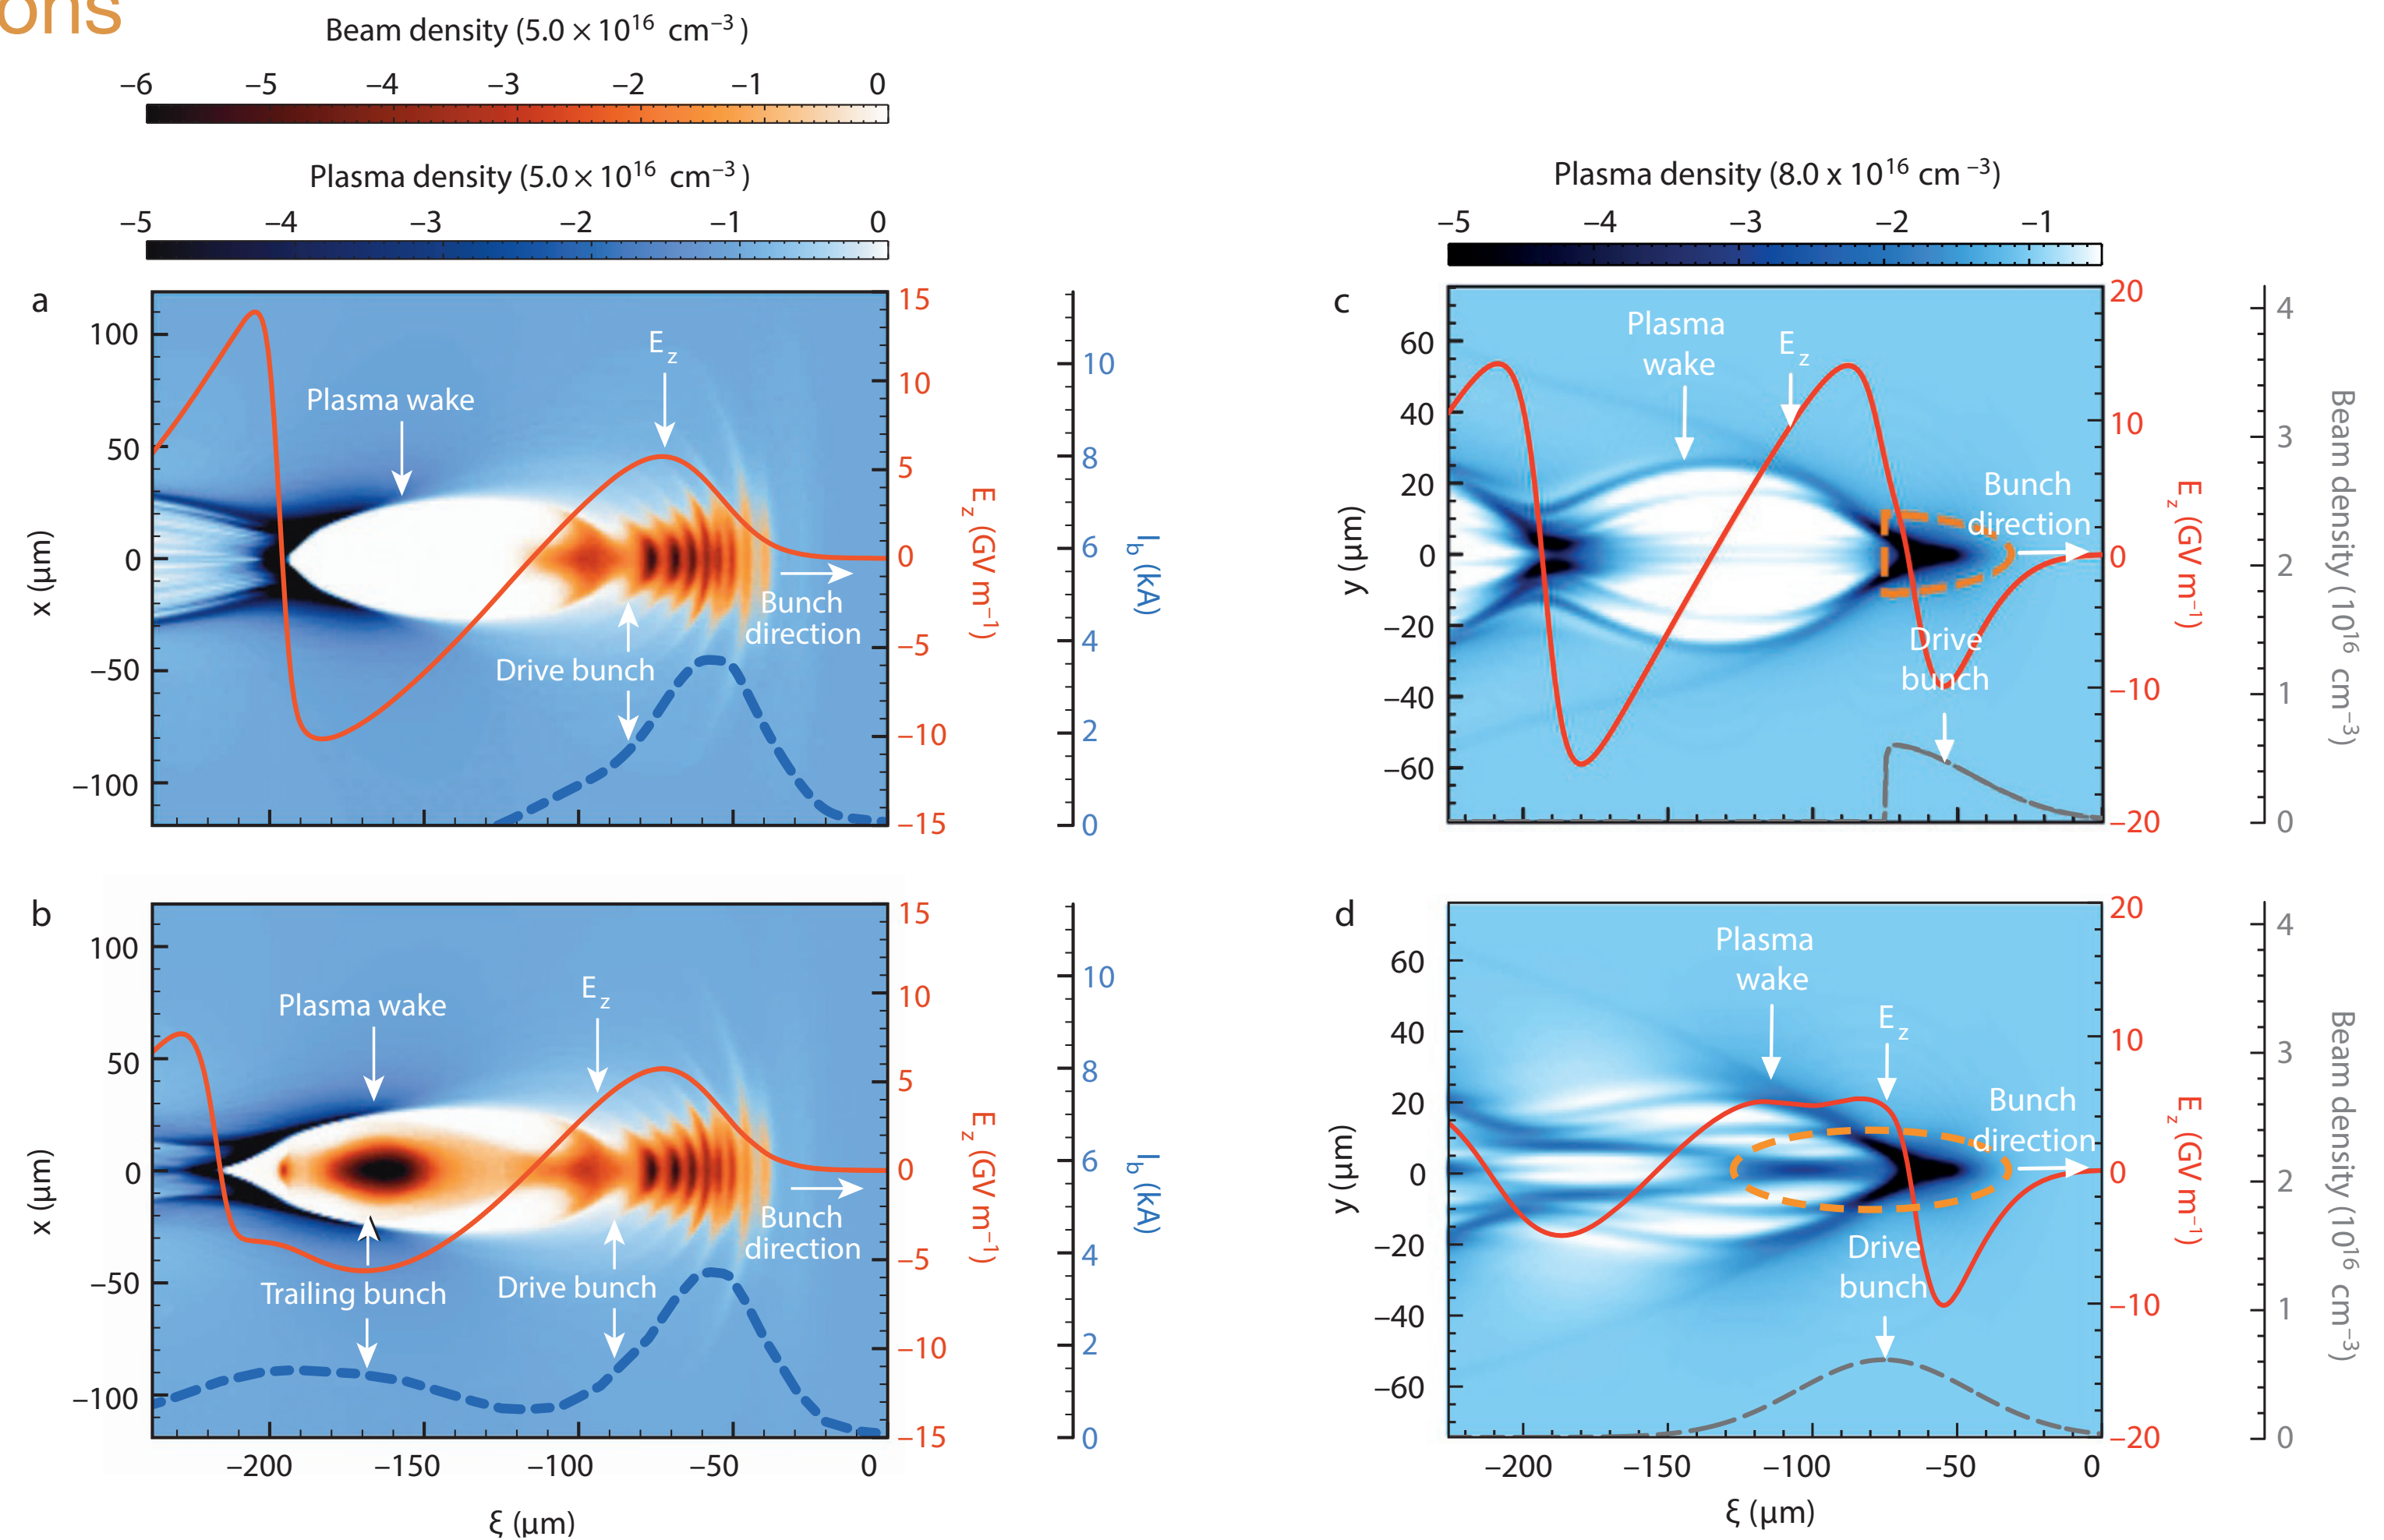 ons
Beam density (5.0 × 10¹⁶ cm⁻³)
−6 −5 −4 −3 −2 −1 0
Plasma density (5.0 × 10¹⁶ cm⁻³)
−5 −4 −3 −2 −1 0
a
100
50
0
−50
−100
x (μm)
Plasma wake
E_z
Drive bunch
Bunch
direction
15
10
5
0
−5
−10
−15
E_z (GV m⁻¹)
10
8
6
4
2
0
I_b (kA)
b
100
50
0
−50
−100
x (μm)
Plasma wake
E_z
Trailing bunch
Drive bunch
Bunch
direction
15
10
5
0
−5
−10
−15
E_z (GV m⁻¹)
10
8
6
4
2
0
I_b (kA)
−200 −150 −100 −50 0
ξ (μm)
Plasma density (8.0 x 10¹⁶ cm⁻³)
−5 −4 −3 −2 −1
c
60
40
20
0
−20
−40
−60
y (μm)
Plasma
wake
E_z
Bunch
direction
Drive
bunch
20
10
0
−10
−20
E_z (GV m⁻¹)
4
3
2
1
0
Beam density (10¹⁶ cm⁻³)
d
60
40
20
0
−20
−40
−60
y (μm)
Plasma
wake
E_z
Bunch
direction
Drive
bunch
20
10
0
−10
−20
E_z (GV m⁻¹)
4
3
2
1
0
Beam density (10¹⁶ cm⁻³)
−200 −150 −100 −50 0
ξ (μm)